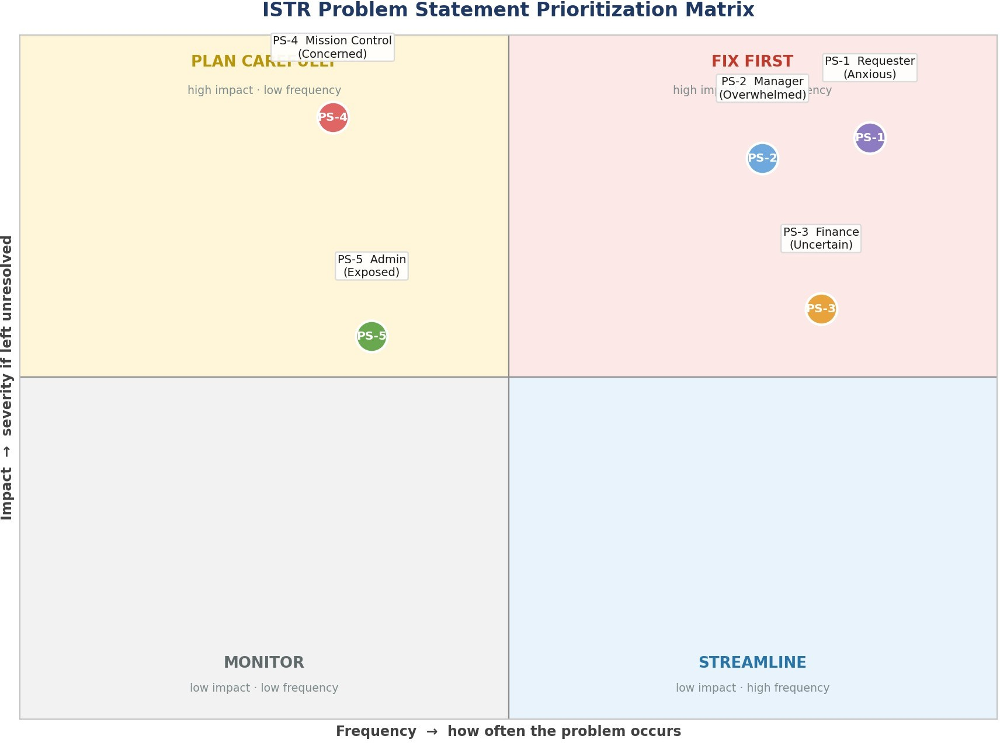 ISTR Problem Statement Prioritization Matrix
PS-4 Mission Control
(Concerned)
PLAN CAREFULLY
high impact · low frequency
PS-4
FIX FIRST
PS-1 Requester
(Anxious)
PS-2 Manager
(Overwhelmed)
high
PS-1
PS-2
PS-3 Finance
(Uncertain)
PS-3
PS-5 Admin
(Exposed)
PS-5
Impact → severity if left unresolved
MONITOR
low impact · low frequency
STREAMLINE
low impact · high frequency
Frequency → how often the problem occurs